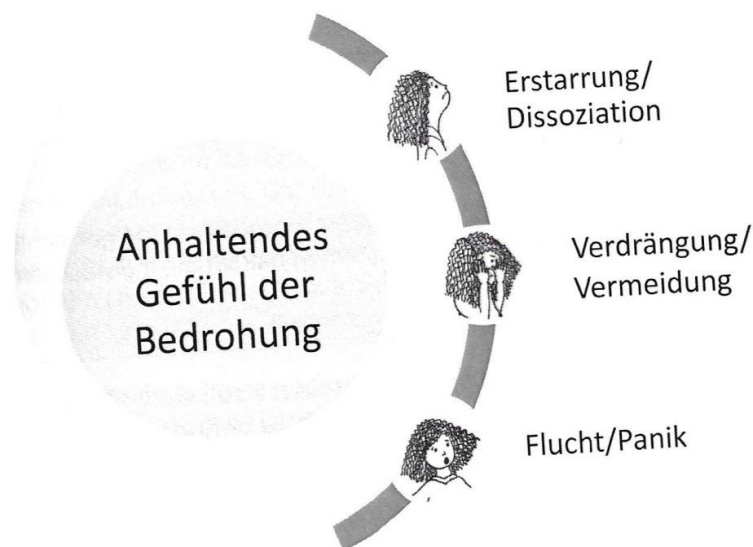 Anhaltendes
Gefühl der
Bedrohung
Erstarrung/
Dissoziation
Verdrängung/
Vermeidung
Flucht/Panik